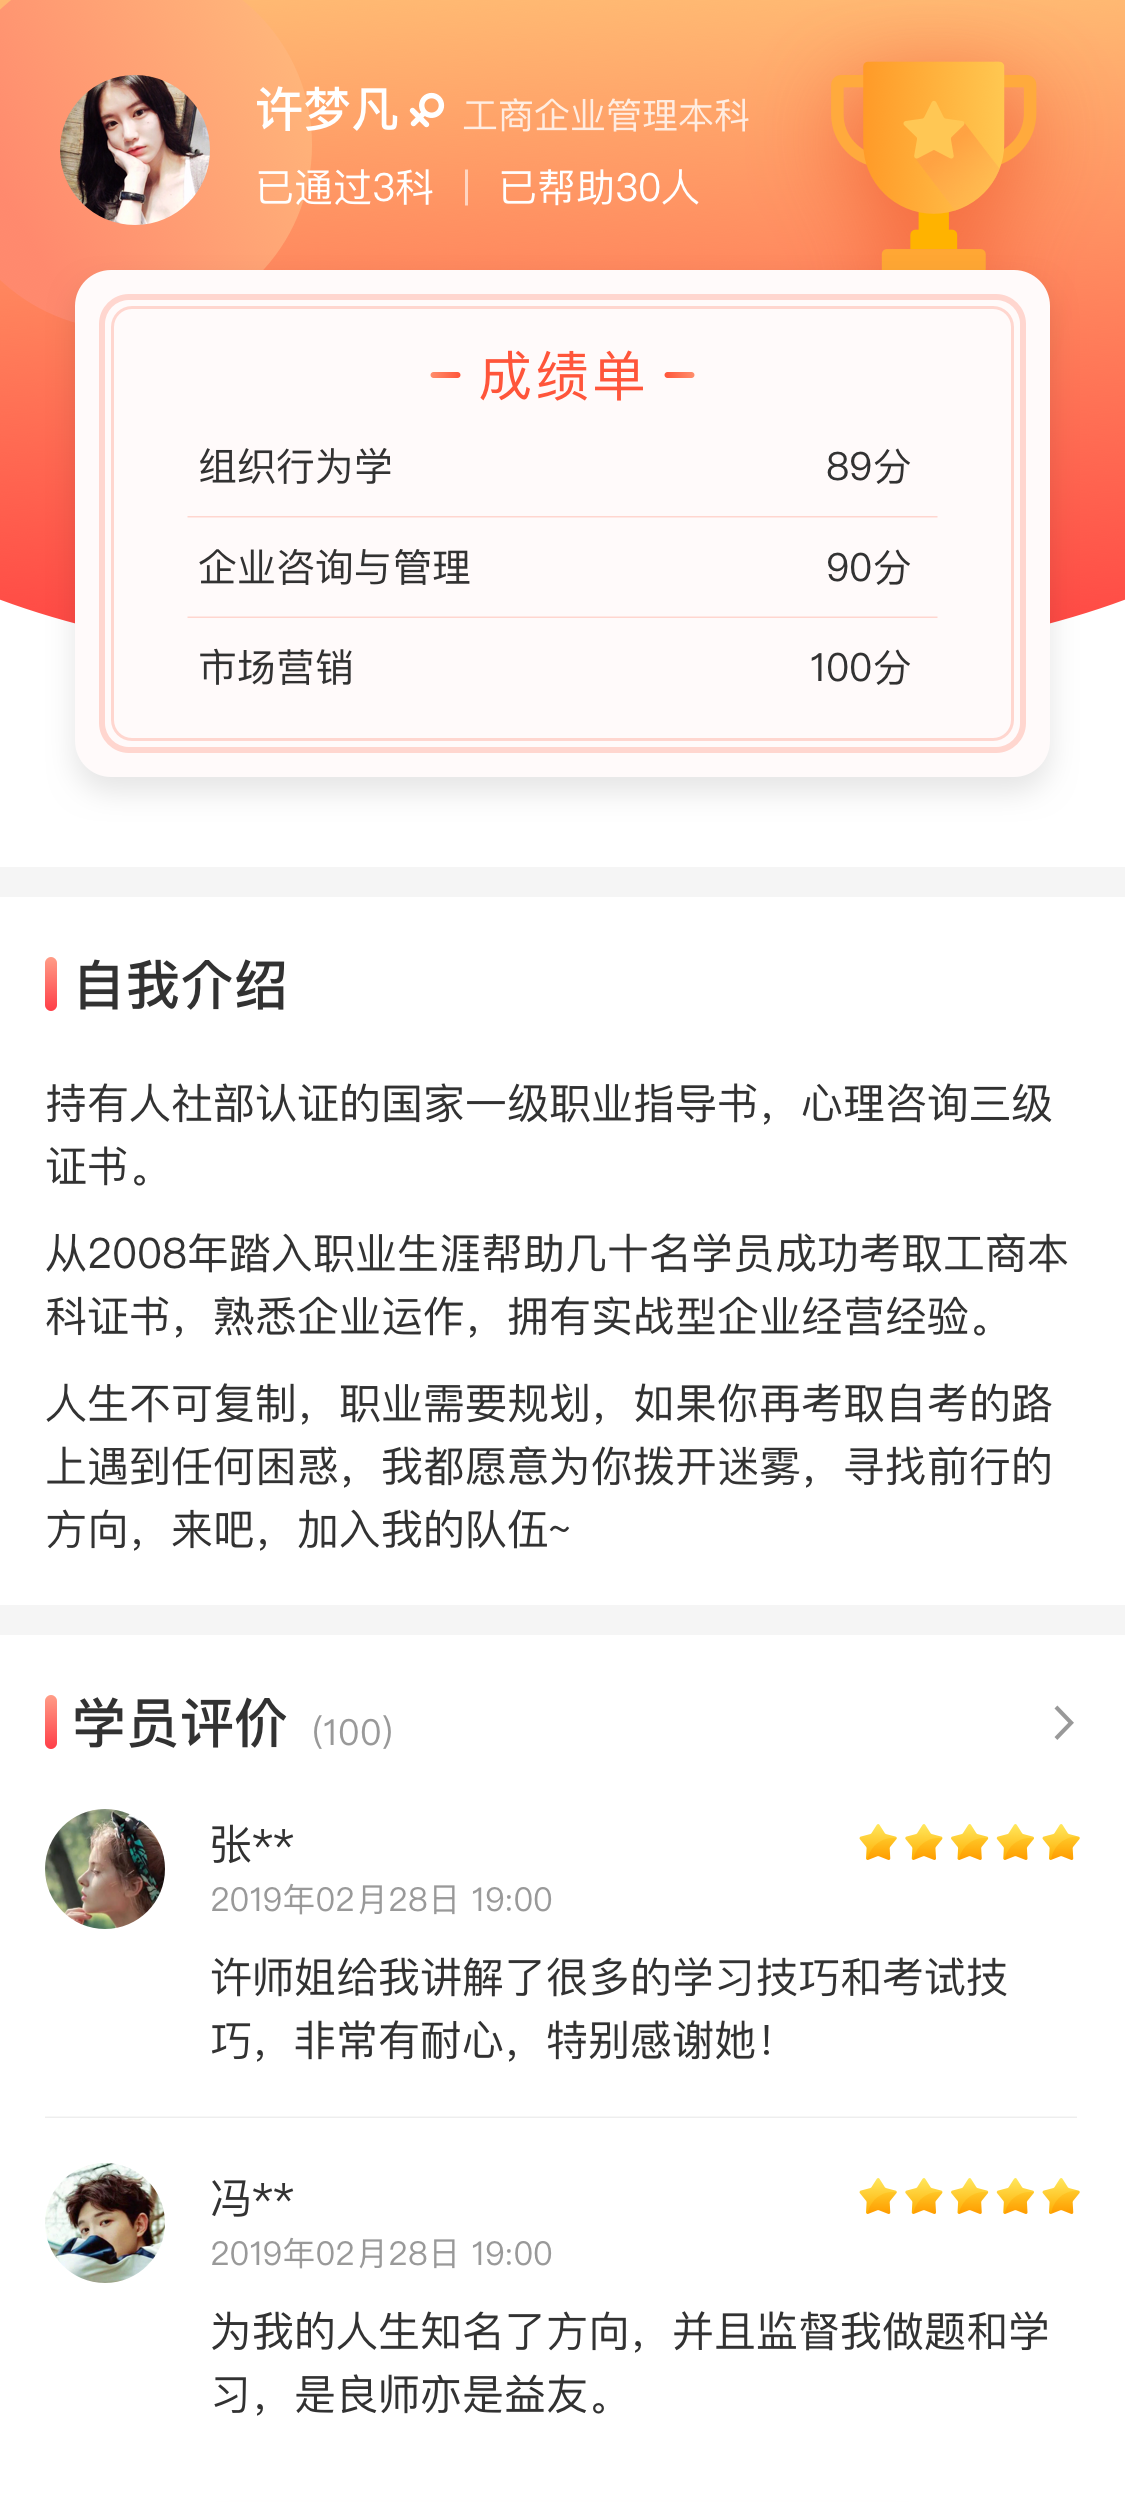 许梦凡 工商企业管理本科
已通过3科 | 已帮助30人
成绩单
组织行为学 89分
企业咨询与管理 90分
市场营销 100分
自我介绍
持有人社部认证的国家一级职业指导书，心理咨询三级
证书。
从2008年踏入职业生涯帮助几十名学员成功考取工商本
科证书，熟悉企业运作，拥有实战型企业经营经验。
人生不可复制，职业需要规划，如果你再考取自考的路
上遇到任何困惑，我都愿意为你拨开迷雾，寻找前行的
方向，来吧，加入我的队伍~
学员评价 (100)
张**
2019年02月28日 19:00
许师姐给我讲解了很多的学习技巧和考试技
巧，非常有耐心，特别感谢她！
冯**
2019年02月28日 19:00
为我的人生知名了方向，并且监督我做题和学
习，是良师亦是益友。